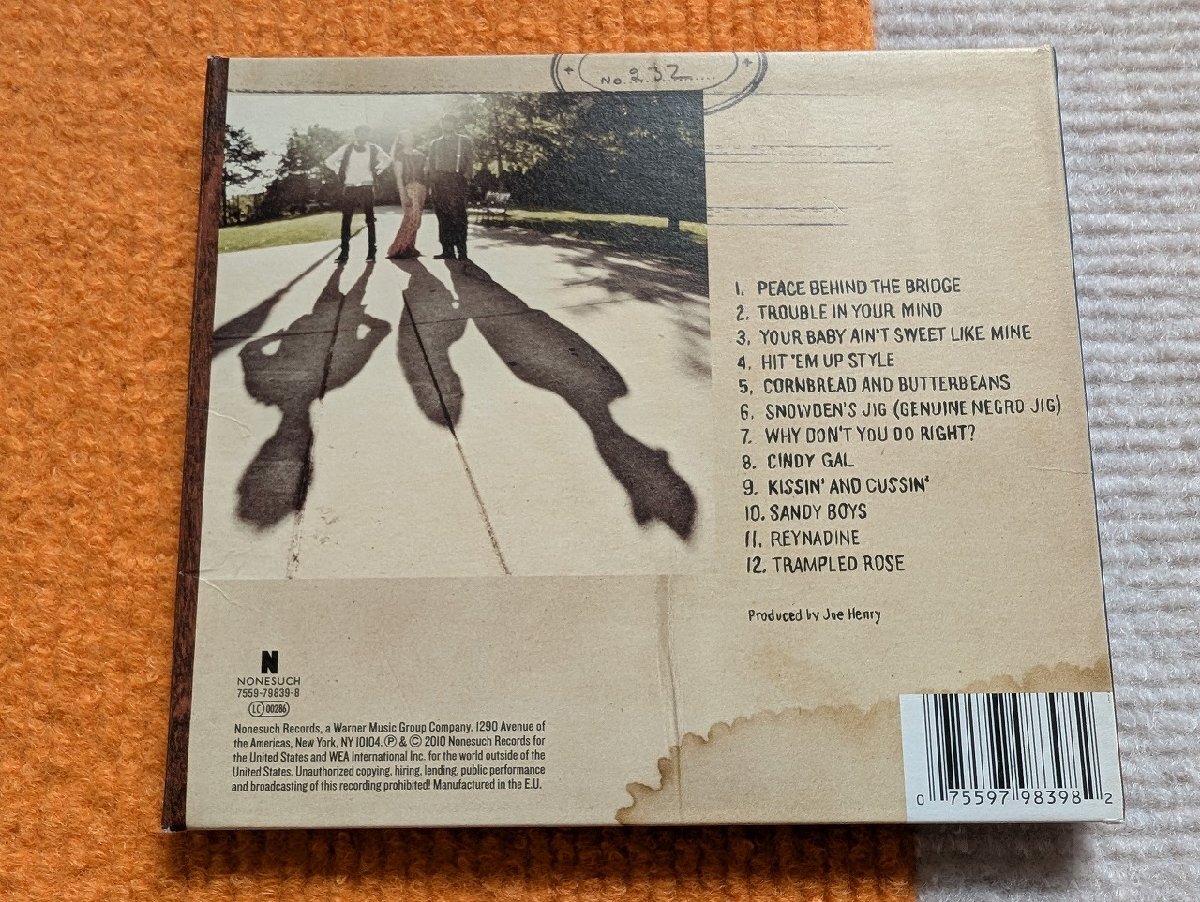 No. 237
1. PEACE BEHIND THE BRIDGE
2. TROUBLE IN YOUR MIND
3. YOUR BABY AIN'T SWEET LIKE MINE
4. HIT 'EM UP STYLE
5. CORNBREAD AND BUTTERBEANS
6. SNOWDEN'S JIG (GENUINE NEGRO JIG)
7. WHY DON'T YOU DO RIGHT?
8. CINDY GAL
9. KISSIN' AND CUSSIN'
10. SANDY BOYS
11. REYNADINE
12. TRAMPLED ROSE
Produced by Joe Henry
N
NONESUCH
7559-79839-8
LC 00286
Nonesuch Records, a Warner Music Group Company, 1290 Avenue of
the Americas, New York, NY 10104. ℗ & © 2010 Nonesuch Records for
the United States and WEA International Inc. for the world outside of the
United States. Unauthorized copying, hiring, lending, public performance
and broadcasting of this recording prohibited! Manufactured in the E.U.
0 75597 98398 2